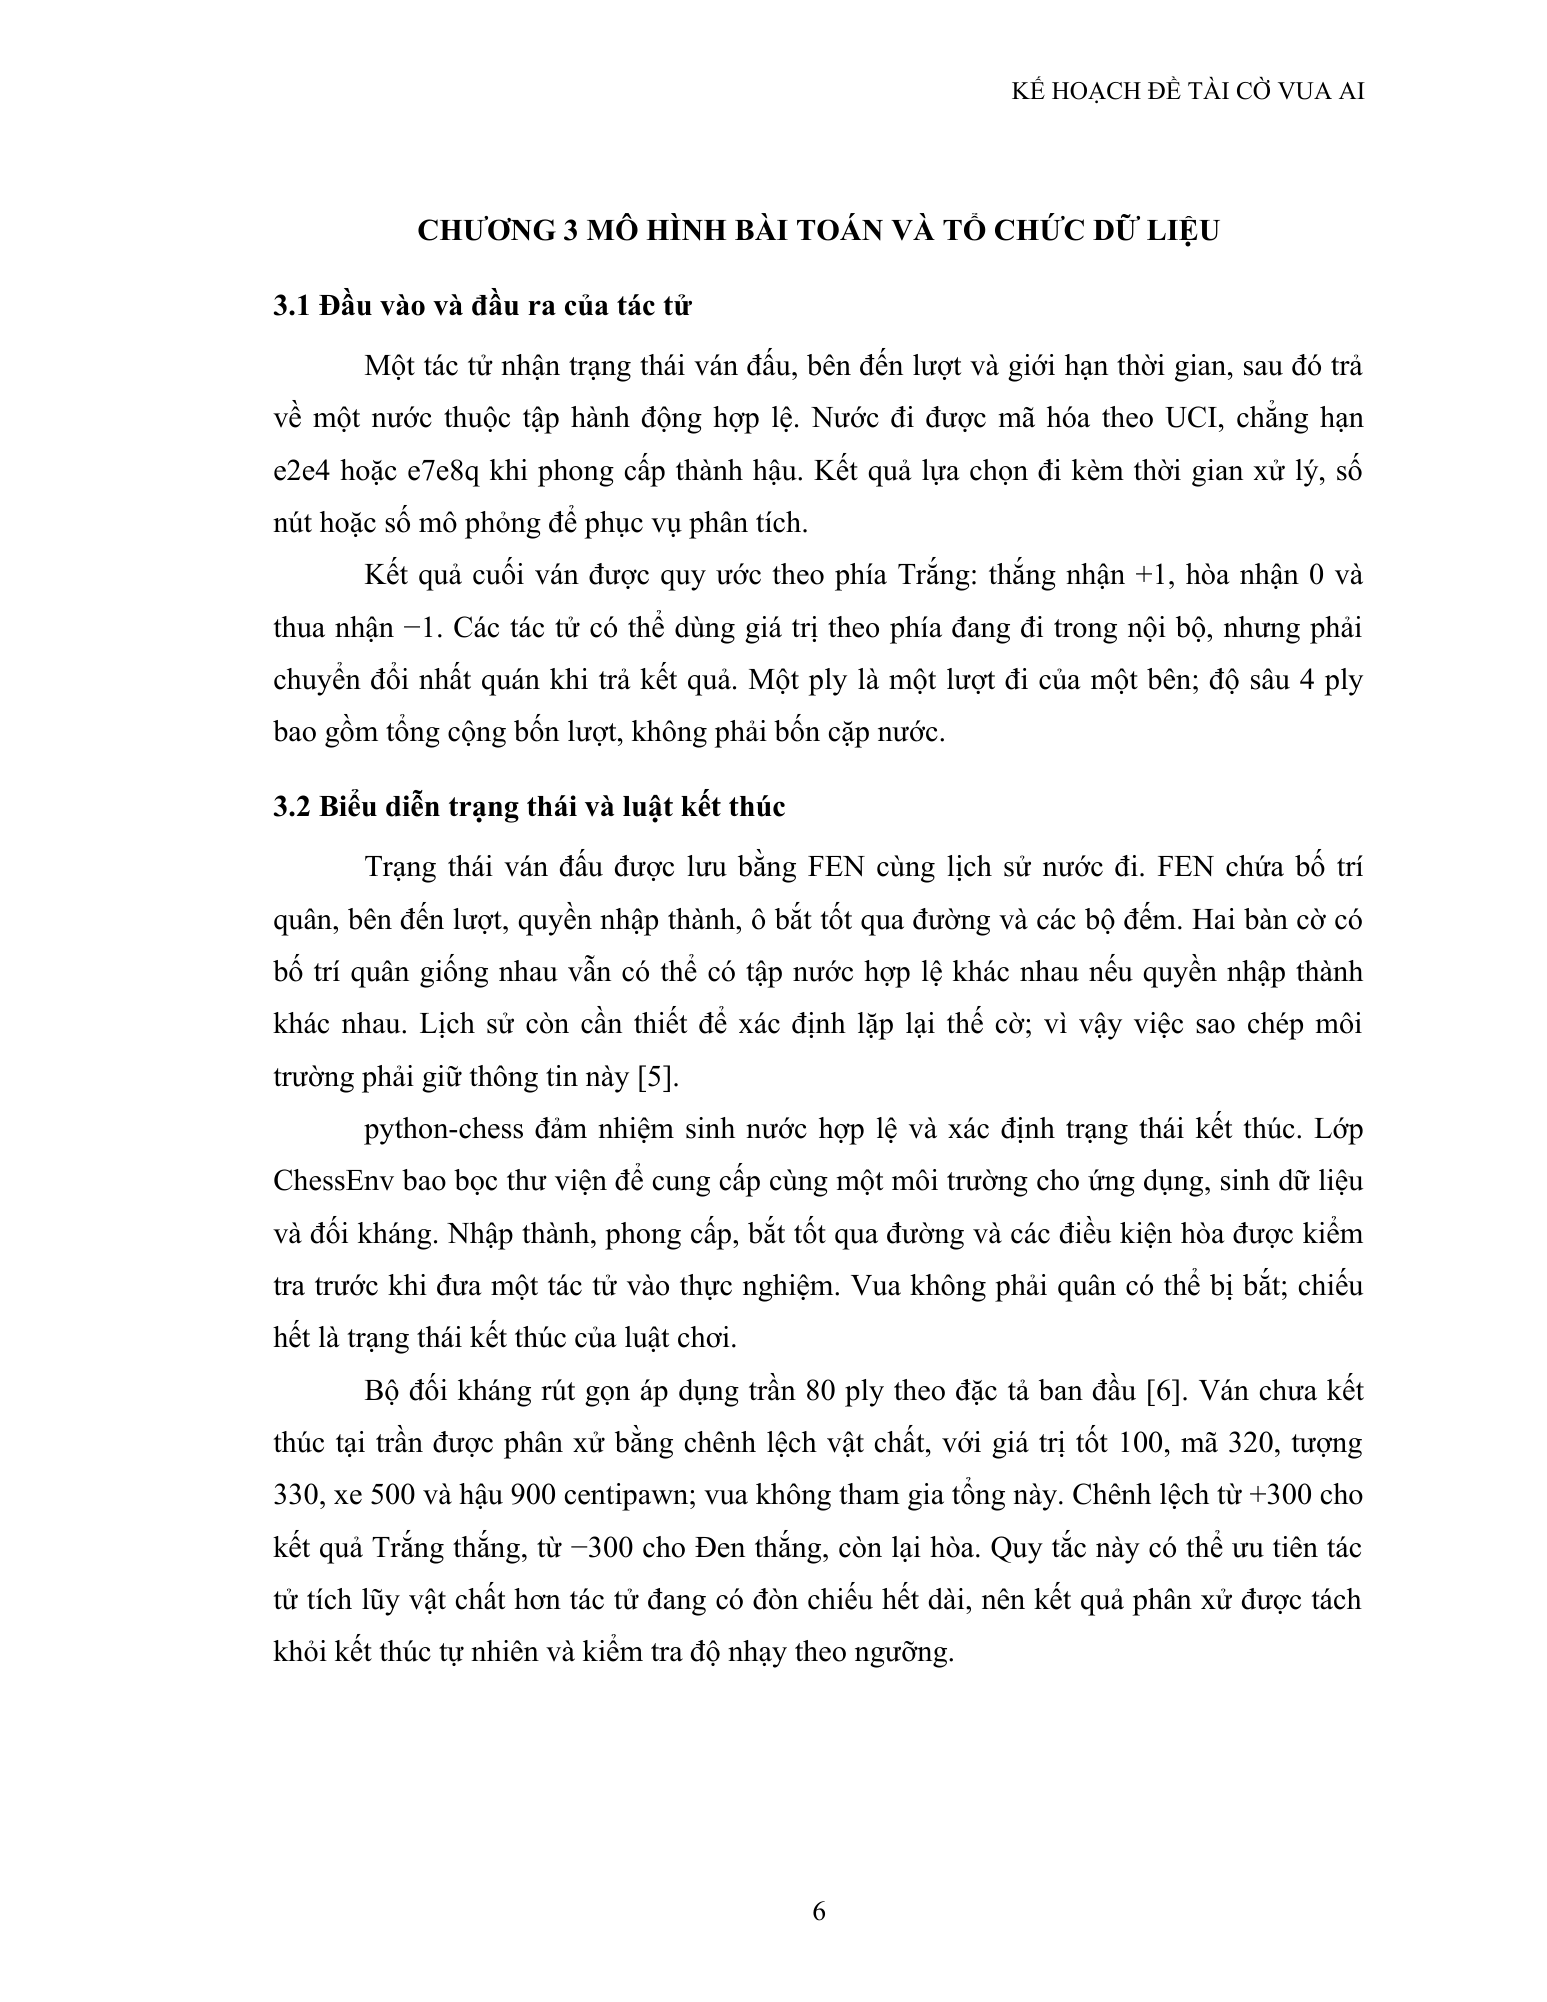 KẾ HOẠCH ĐỀ TÀI CỜ VUA AI
CHƯƠNG 3 MÔ HÌNH BÀI TOÁN VÀ TỔ CHỨC DỮ LIỆU
3.1 Đầu vào và đầu ra của tác tử
Một tác tử nhận trạng thái ván đấu, bên đến lượt và giới hạn thời gian, sau đó trả
về một nước thuộc tập hành động hợp lệ. Nước đi được mã hóa theo UCI, chẳng hạn
e2e4 hoặc e7e8q khi phong cấp thành hậu. Kết quả lựa chọn đi kèm thời gian xử lý, số
nút hoặc số mô phỏng để phục vụ phân tích.
Kết quả cuối ván được quy ước theo phía Trắng: thắng nhận +1, hòa nhận 0 và
thua nhận −1. Các tác tử có thể dùng giá trị theo phía đang đi trong nội bộ, nhưng phải
chuyển đổi nhất quán khi trả kết quả. Một ply là một lượt đi của một bên; độ sâu 4 ply
bao gồm tổng cộng bốn lượt, không phải bốn cặp nước.
3.2 Biểu diễn trạng thái và luật kết thúc
Trạng thái ván đấu được lưu bằng FEN cùng lịch sử nước đi. FEN chứa bố trí
quân, bên đến lượt, quyền nhập thành, ô bắt tốt qua đường và các bộ đếm. Hai bàn cờ có
bố trí quân giống nhau vẫn có thể có tập nước hợp lệ khác nhau nếu quyền nhập thành
khác nhau. Lịch sử còn cần thiết để xác định lặp lại thế cờ; vì vậy việc sao chép môi
trường phải giữ thông tin này [5].
python-chess đảm nhiệm sinh nước hợp lệ và xác định trạng thái kết thúc. Lớp
ChessEnv bao bọc thư viện để cung cấp cùng một môi trường cho ứng dụng, sinh dữ liệu
và đối kháng. Nhập thành, phong cấp, bắt tốt qua đường và các điều kiện hòa được kiểm
tra trước khi đưa một tác tử vào thực nghiệm. Vua không phải quân có thể bị bắt; chiếu
hết là trạng thái kết thúc của luật chơi.
Bộ đối kháng rút gọn áp dụng trần 80 ply theo đặc tả ban đầu [6]. Ván chưa kết
thúc tại trần được phân xử bằng chênh lệch vật chất, với giá trị tốt 100, mã 320, tượng
330, xe 500 và hậu 900 centipawn; vua không tham gia tổng này. Chênh lệch từ +300 cho
kết quả Trắng thắng, từ −300 cho Đen thắng, còn lại hòa. Quy tắc này có thể ưu tiên tác
tử tích lũy vật chất hơn tác tử đang có đòn chiếu hết dài, nên kết quả phân xử được tách
khỏi kết thúc tự nhiên và kiểm tra độ nhạy theo ngưỡng.
6